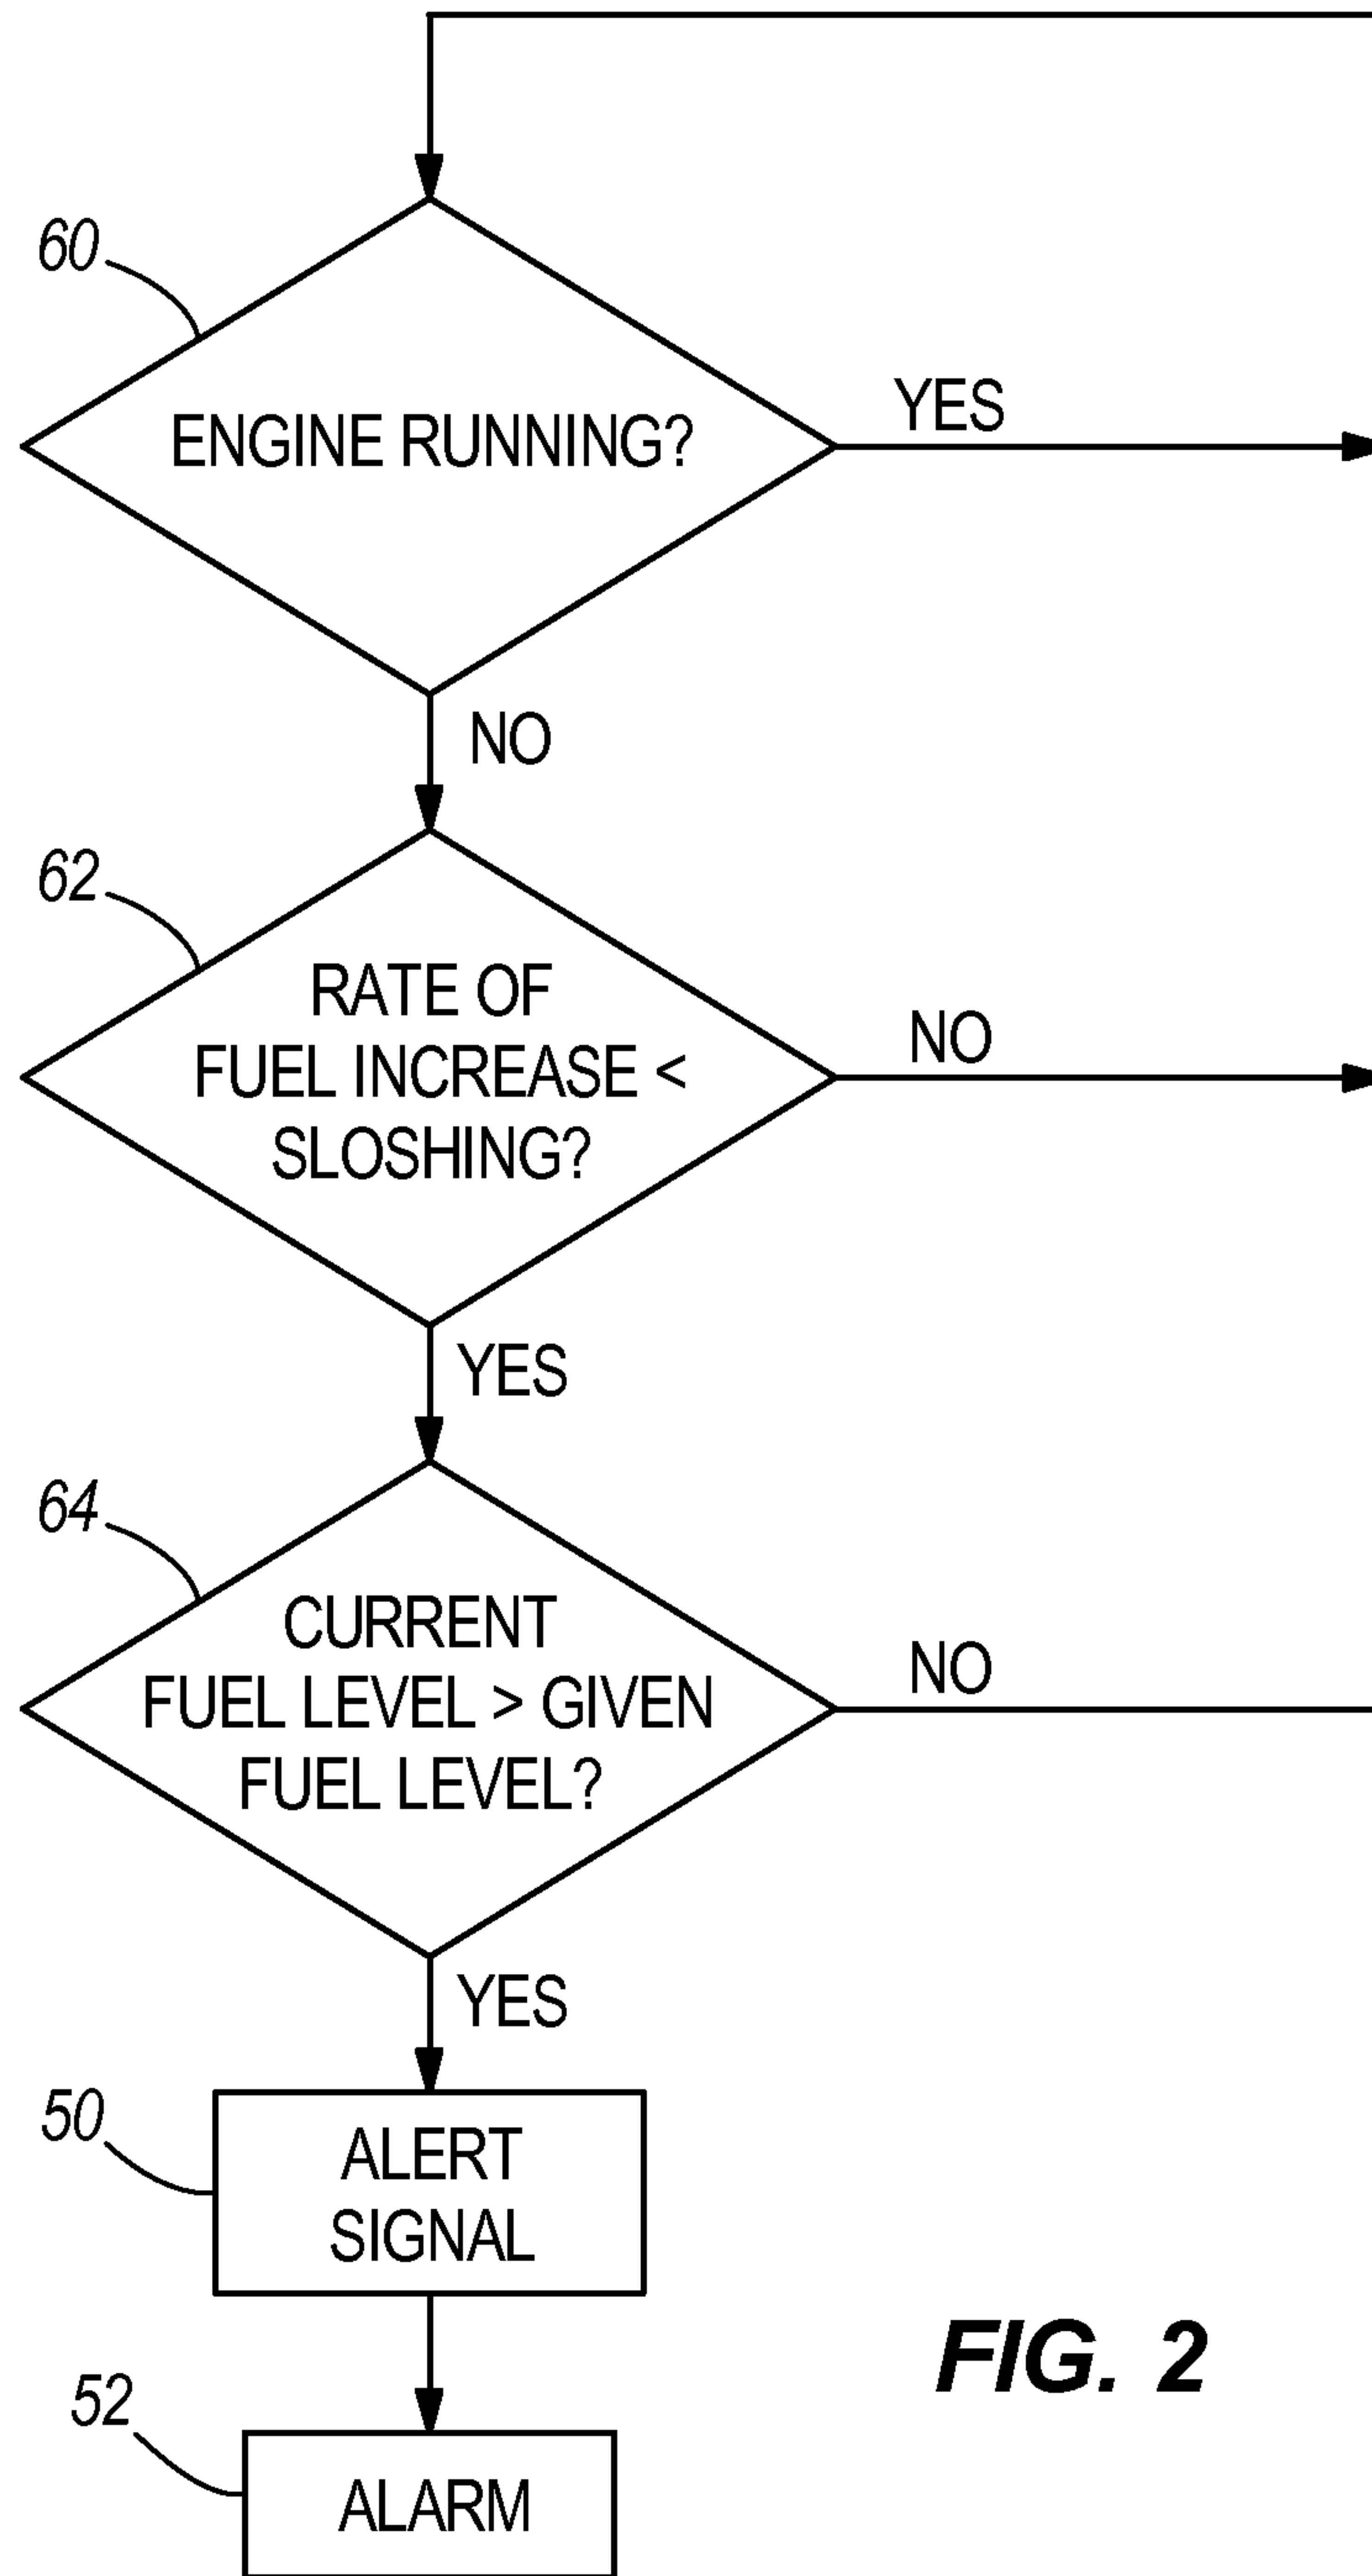 60
ENGINE RUNNING?
YES
NO
62
RATE OF
FUEL INCREASE <
SLOSHING?
NO
YES
64
CURRENT
FUEL LEVEL > GIVEN
FUEL LEVEL?
NO
YES
50
ALERT
SIGNAL
FIG. 2
52
ALARM